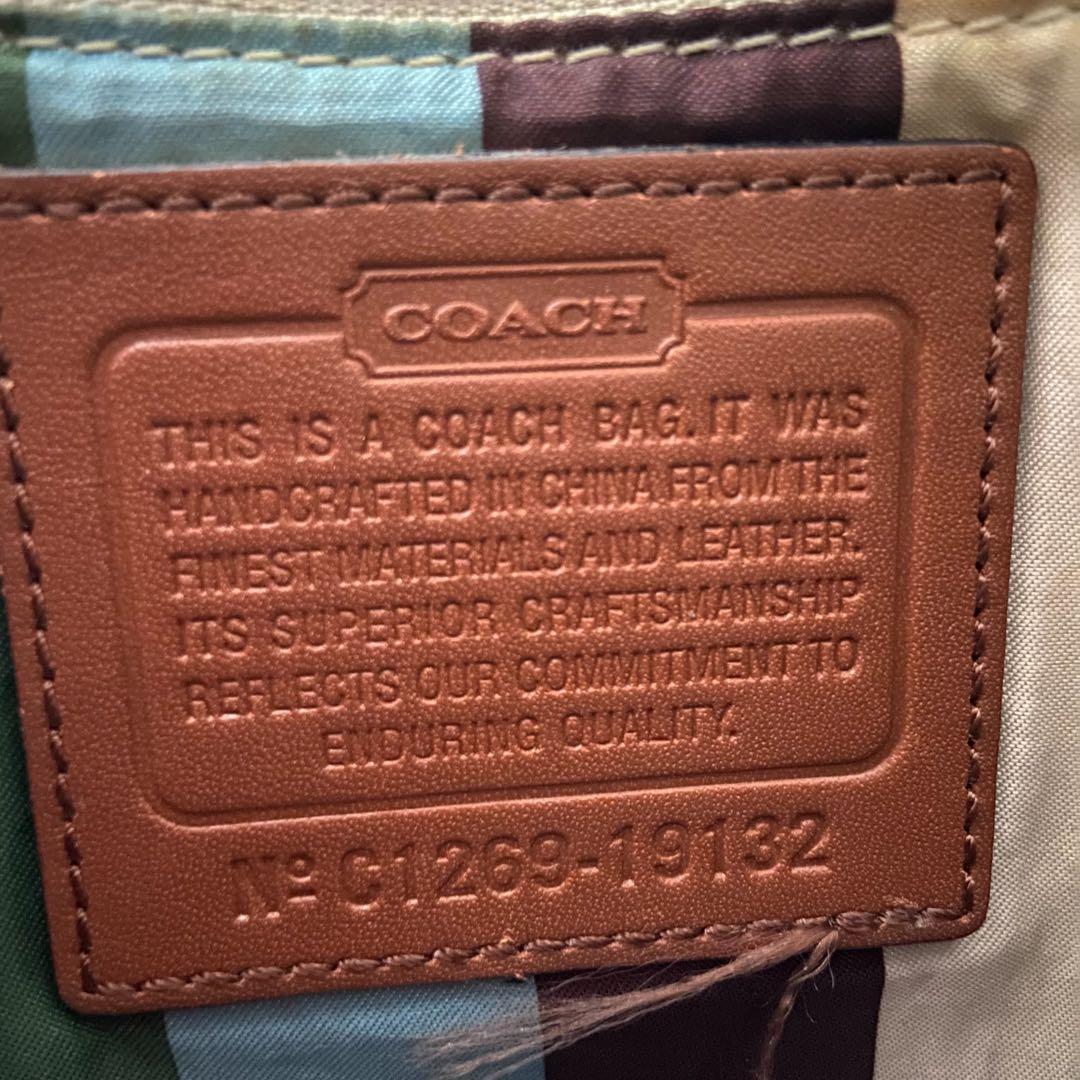 COACH
THIS IS A COACH BAG. IT WAS
HANDCRAFTED IN CHINA FROM THE
FINEST MATERIALS AND LEATHER.
ITS SUPERIOR CRAFTSMANSHIP
REFLECTS OUR COMMITMENT TO
ENDURING QUALITY.
Nº C1269-19132